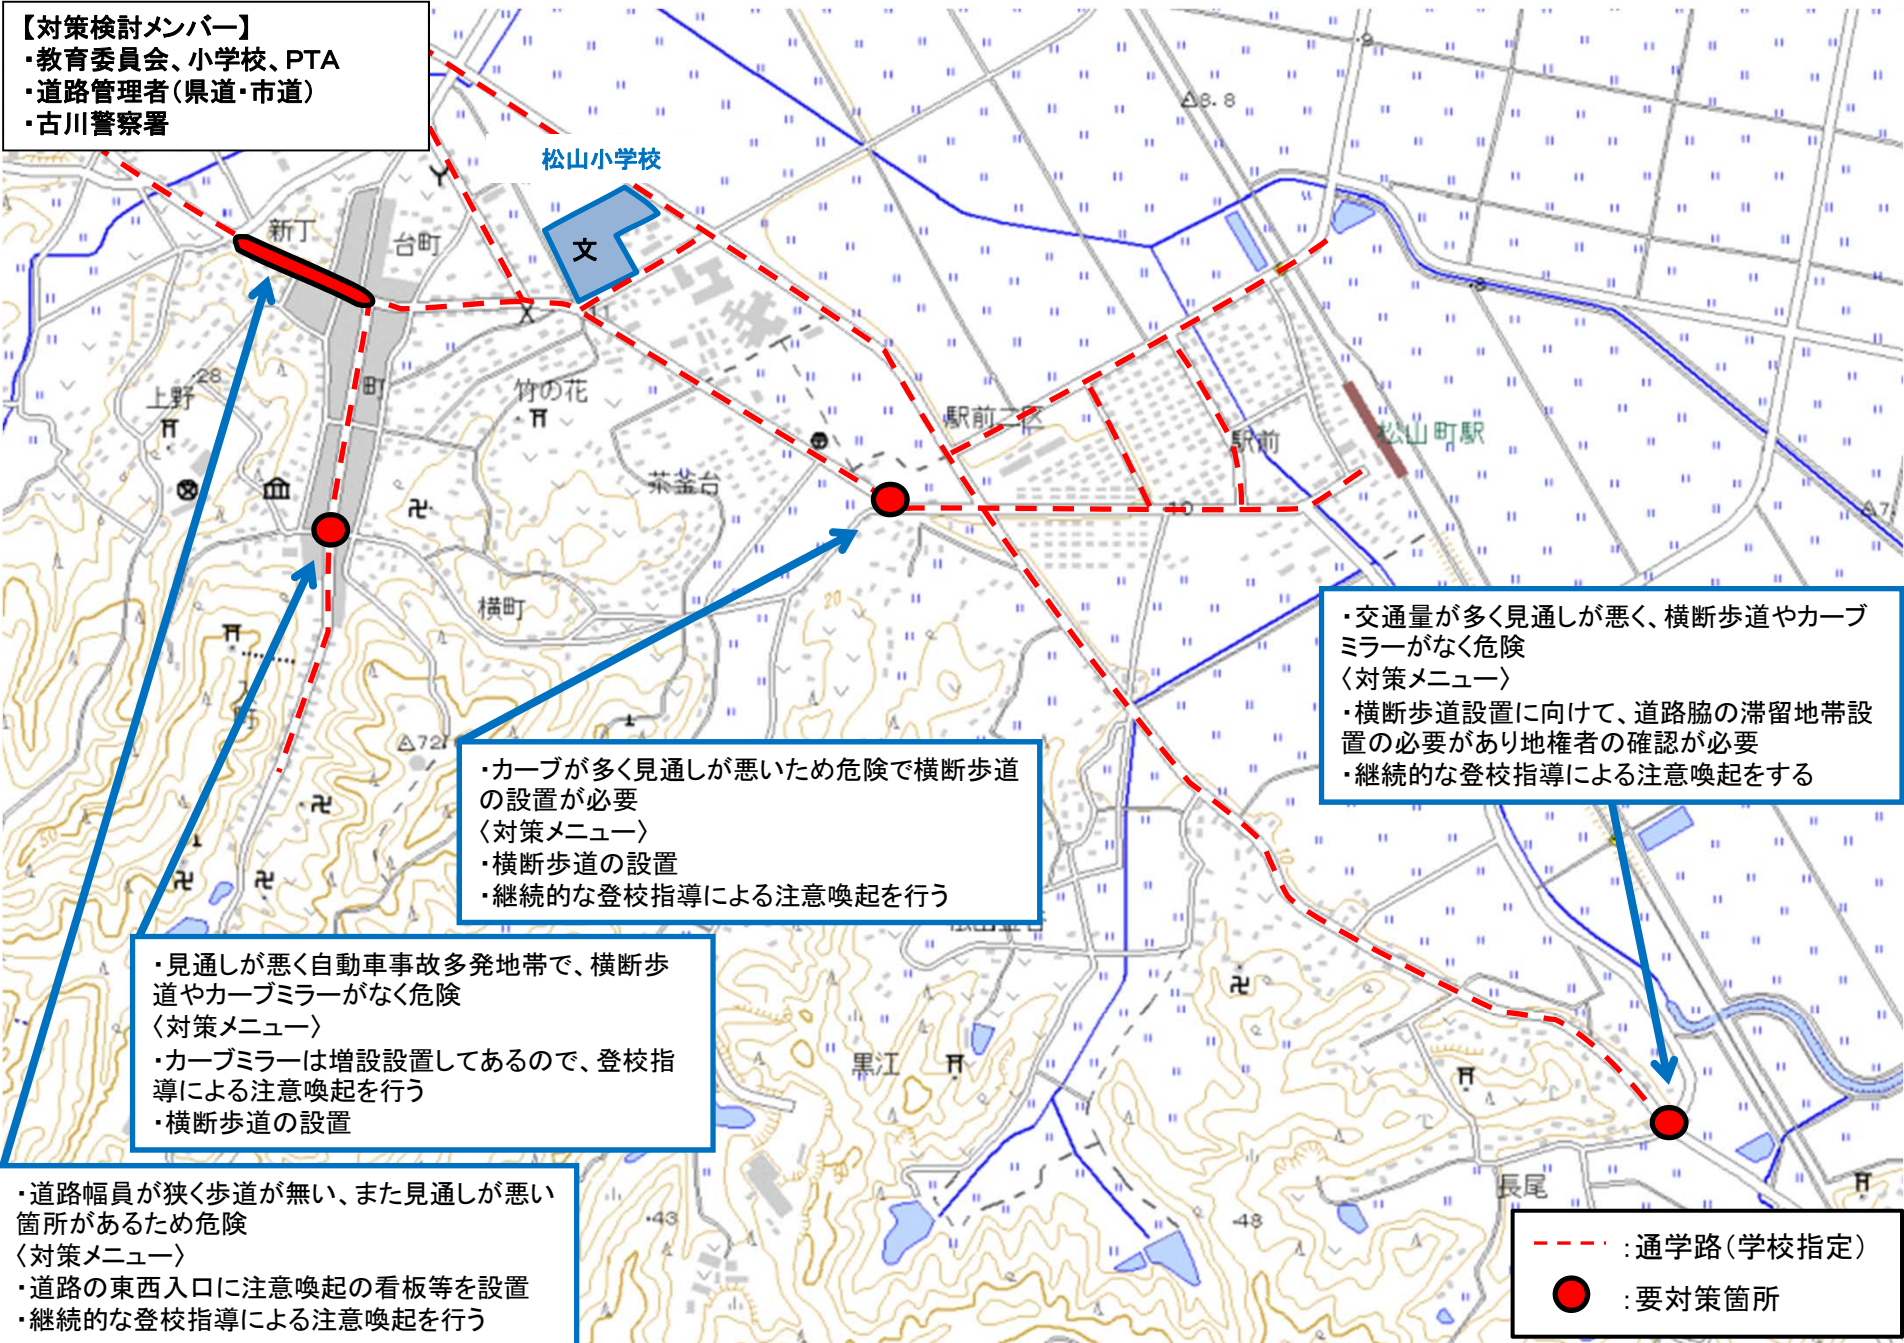 【対策検討メンバー】
・教育委員会、小学校、PTA
・道路管理者（県道・市道）
・古川警察署
松山小学校
文
新丁
台町
町
上野
28
竹の花
茶釜台
横町
11
駅前二区
駅前
松山町駅
10
8.8
9
8
7.
20
72
50
・交通量が多く見通しが悪く、横断歩道やカーブ
ミラーがなく危険
〈対策メニュー〉
・横断歩道設置に向けて、道路脇の滞留地帯設
置の必要があり地権者の確認が必要
・継続的な登校指導による注意喚起をする
・カーブが多く見通しが悪いため危険で横断歩道
の設置が必要
〈対策メニュー〉
・横断歩道の設置
・継続的な登校指導による注意喚起を行う
・見通しが悪く自動車事故多発地帯で、横断歩
道やカーブミラーがなく危険
〈対策メニュー〉
・カーブミラーは増設設置してあるので、登校指
導による注意喚起を行う
・横断歩道の設置
・道路幅員が狭く歩道が無い、また見通しが悪い
箇所があるため危険
〈対策メニュー〉
・道路の東西入口に注意喚起の看板等を設置
・継続的な登校指導による注意喚起を行う
黒江
長尾
43
48
：通学路（学校指定）
：要対策箇所